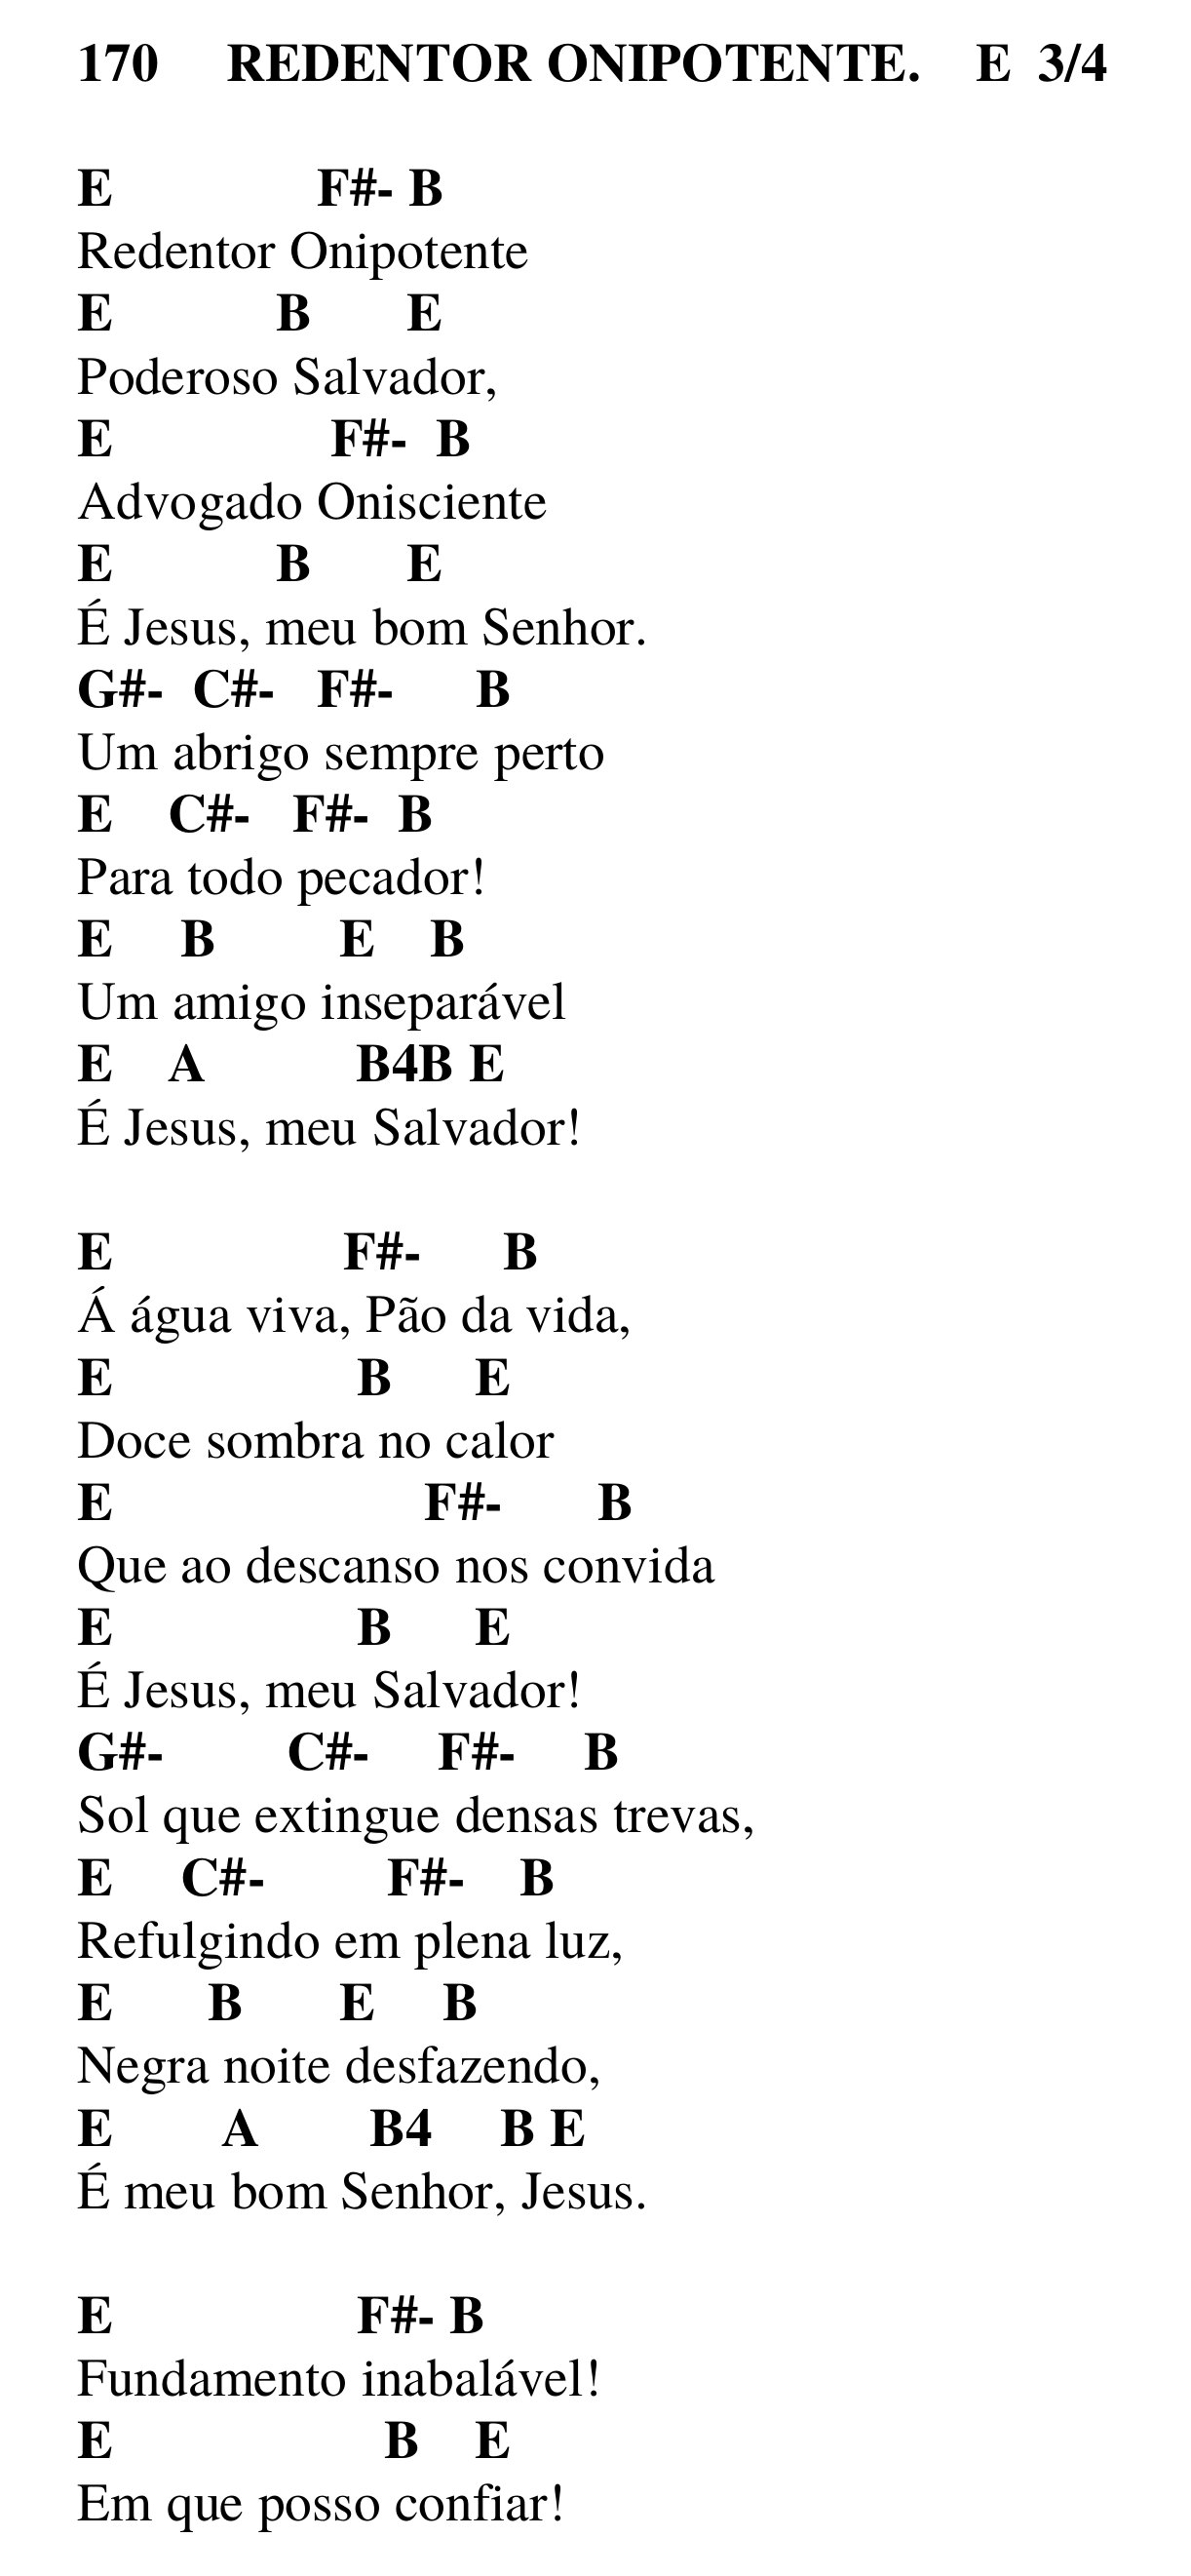 170 REDENTOR ONIPOTENTE. E 3/4
E F#- B
Redentor Onipotente
E B E
Poderoso Salvador,
E F#- B
Advogado Onisciente
E B E
É Jesus, meu bom Senhor.
G#- C#- F#- B
Um abrigo sempre perto
E C#- F#- B
Para todo pecador!
E B E B
Um amigo inseparável
E A B4B E
É Jesus, meu Salvador!
E F#- B
Á água viva, Pão da vida,
E B E
Doce sombra no calor
E F#- B
Que ao descanso nos convida
E B E
É Jesus, meu Salvador!
G#- C#- F#- B
Sol que extingue densas trevas,
E C#- F#- B
Refulgindo em plena luz,
E B E B
Negra noite desfazendo,
E A B4 B E
É meu bom Senhor, Jesus.
E F#- B
Fundamento inabalável!
E B E
Em que posso confiar!